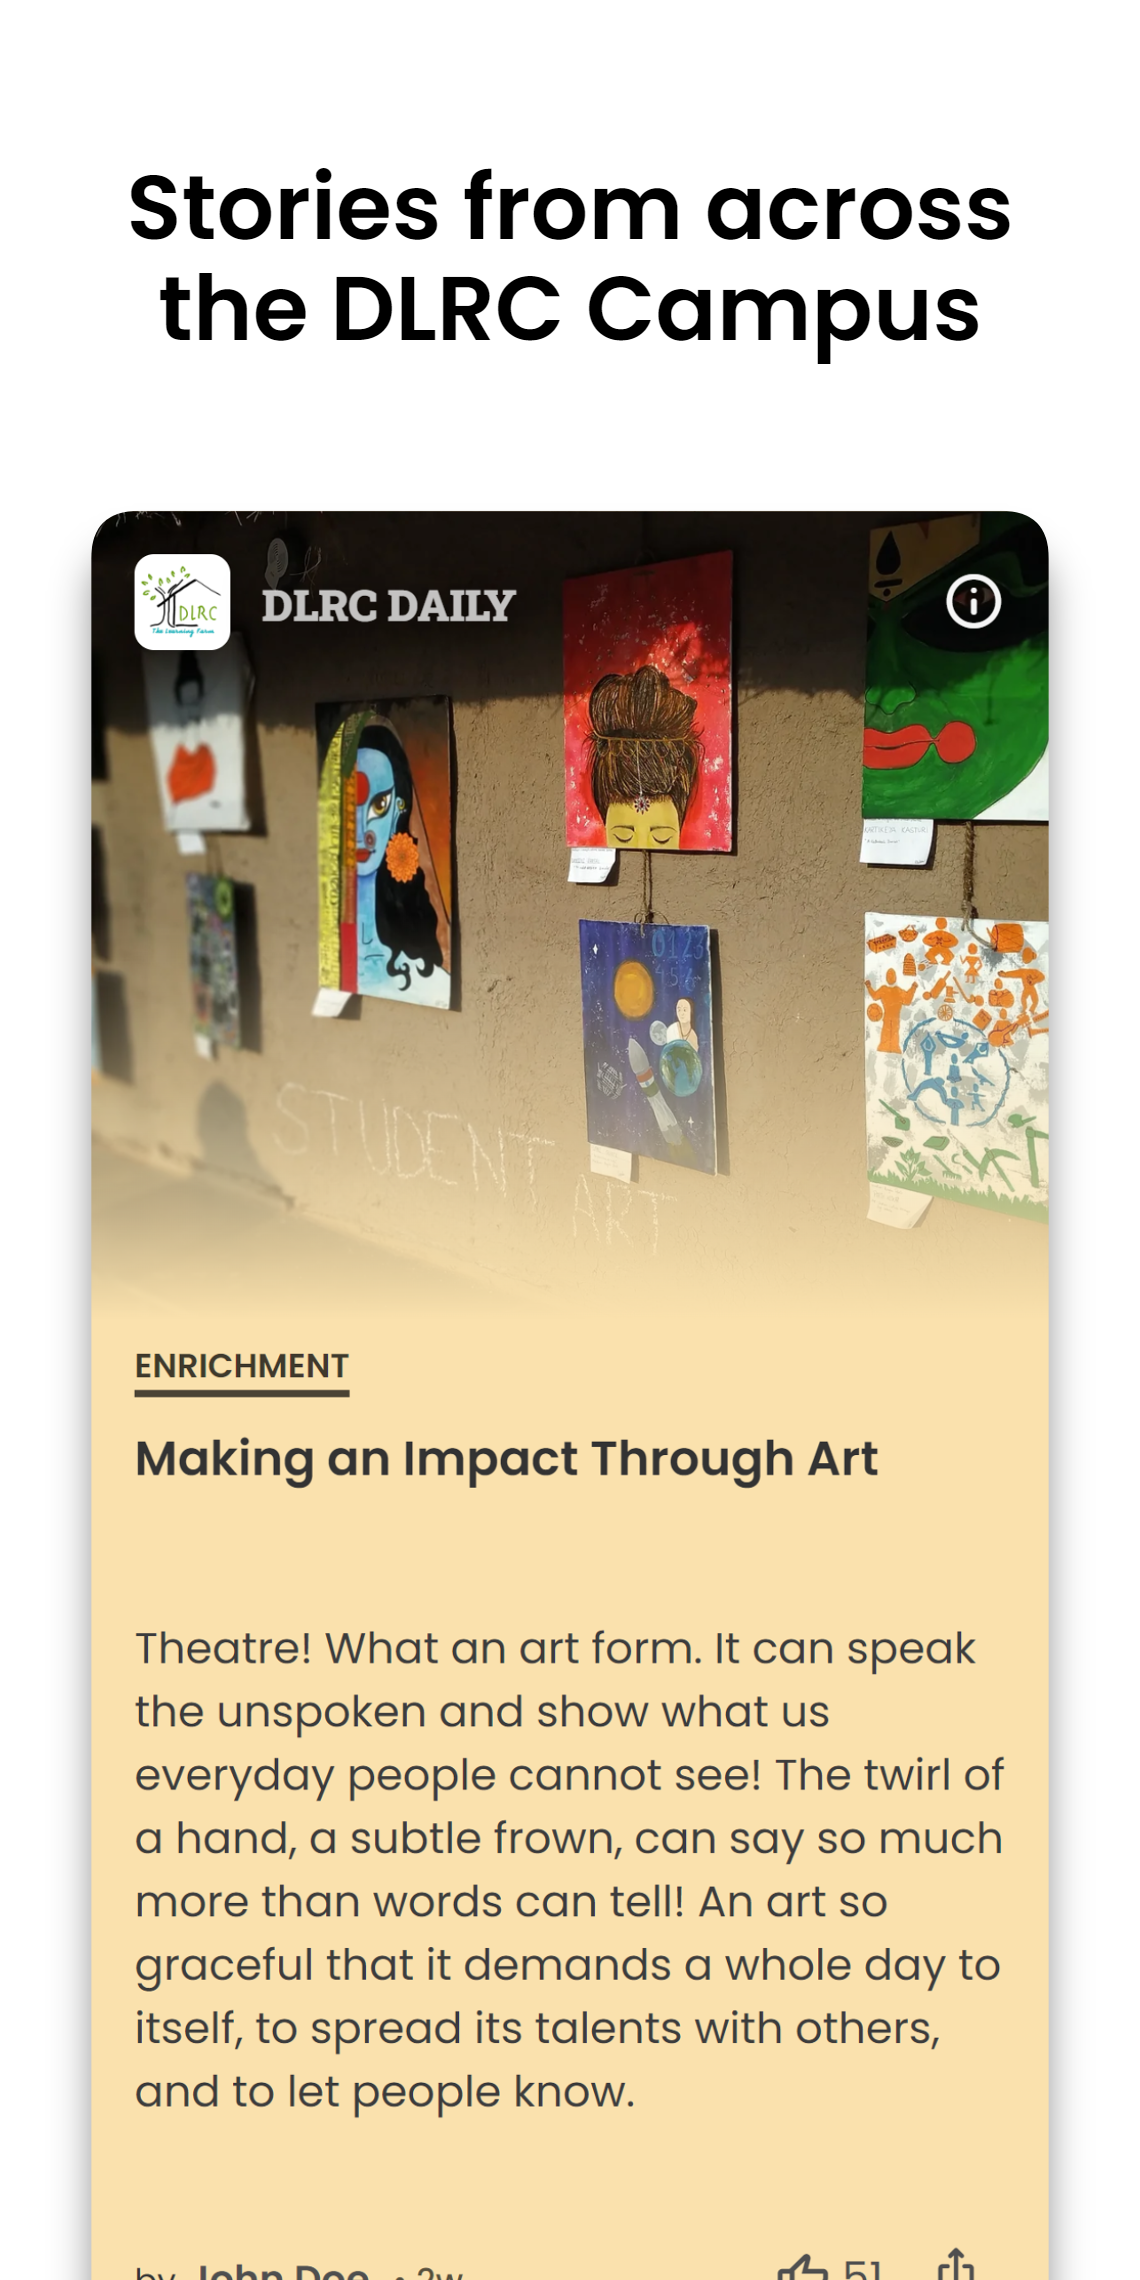 Stories from across
the DLRC Campus
DLRC
The Learning Farm
DLRC DAILY
KARTIKEYA KASTURI
0123
456
STUDENT
ART
ENRICHMENT
Making an Impact Through Art
Theatre! What an art form. It can speak
the unspoken and show what us
everyday people cannot see! The twirl of
a hand, a subtle frown, can say so much
more than words can tell! An art so
graceful that it demands a whole day to
itself, to spread its talents with others,
and to let people know.
by John Doe • 2w
51